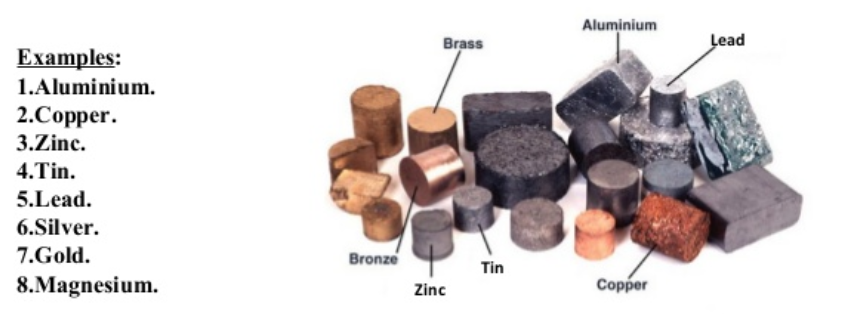 Examples:
1.Aluminium.
2.Copper.
3.Zinc.
4.Tin.
5.Lead.
6.Silver.
7.Gold.
8.Magnesium.
Aluminium
Brass
Lead
Bronze
Tin
Zinc
Copper